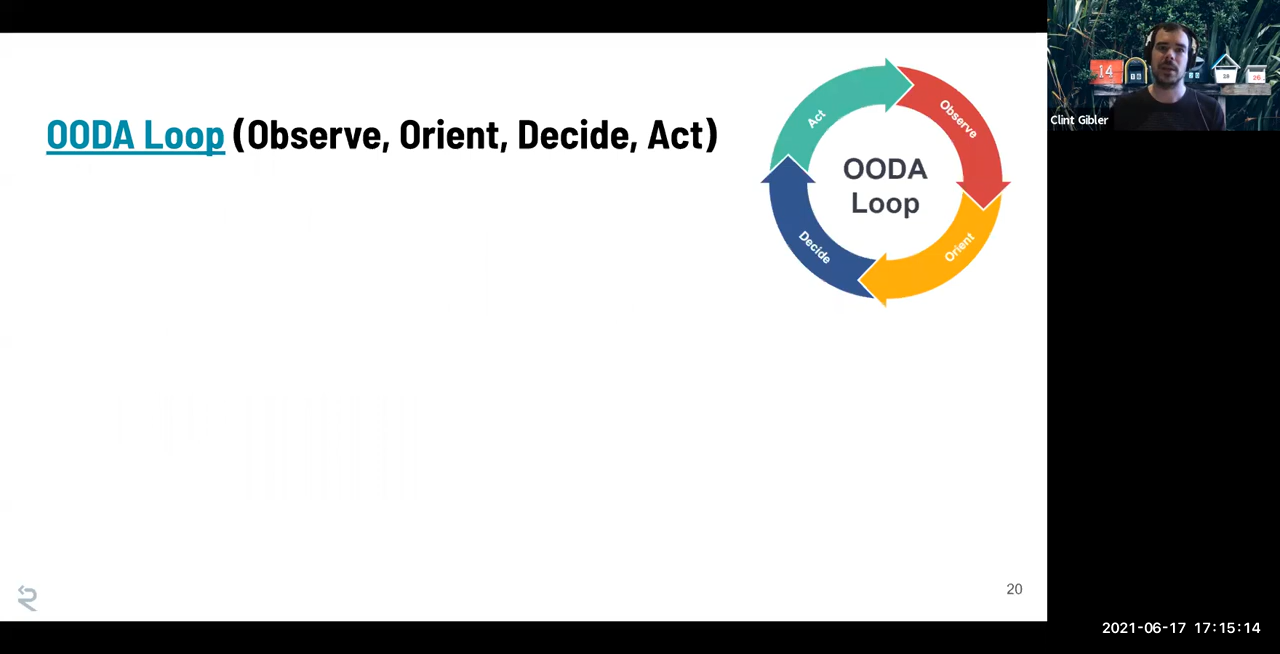 OODA Loop (Observe, Orient, Decide, Act)
Act
Observe
OODA
Loop
Decide
Orient
20
14
Clint Gibler
2021-06-17 17:15:14